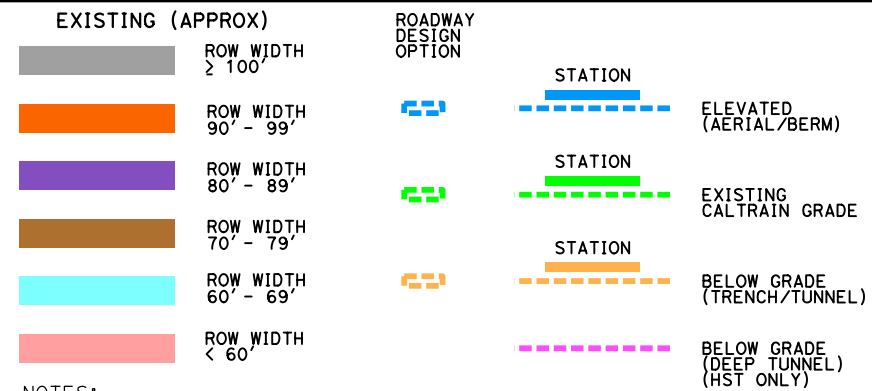 EXISTING (APPROX)
ROW WIDTH
≥ 100'
ROW WIDTH
90' - 99'
ROW WIDTH
80' - 89'
ROW WIDTH
70' - 79'
ROW WIDTH
60' - 69'
ROW WIDTH
< 60'
NOTES:
ROADWAY
DESIGN
OPTION
STATION
ELEVATED
(AERIAL/BERM)
STATION
EXISTING
CALTRAIN GRADE
STATION
BELOW GRADE
(TRENCH/TUNNEL)
BELOW GRADE
(DEEP TUNNEL)
(HST ONLY)